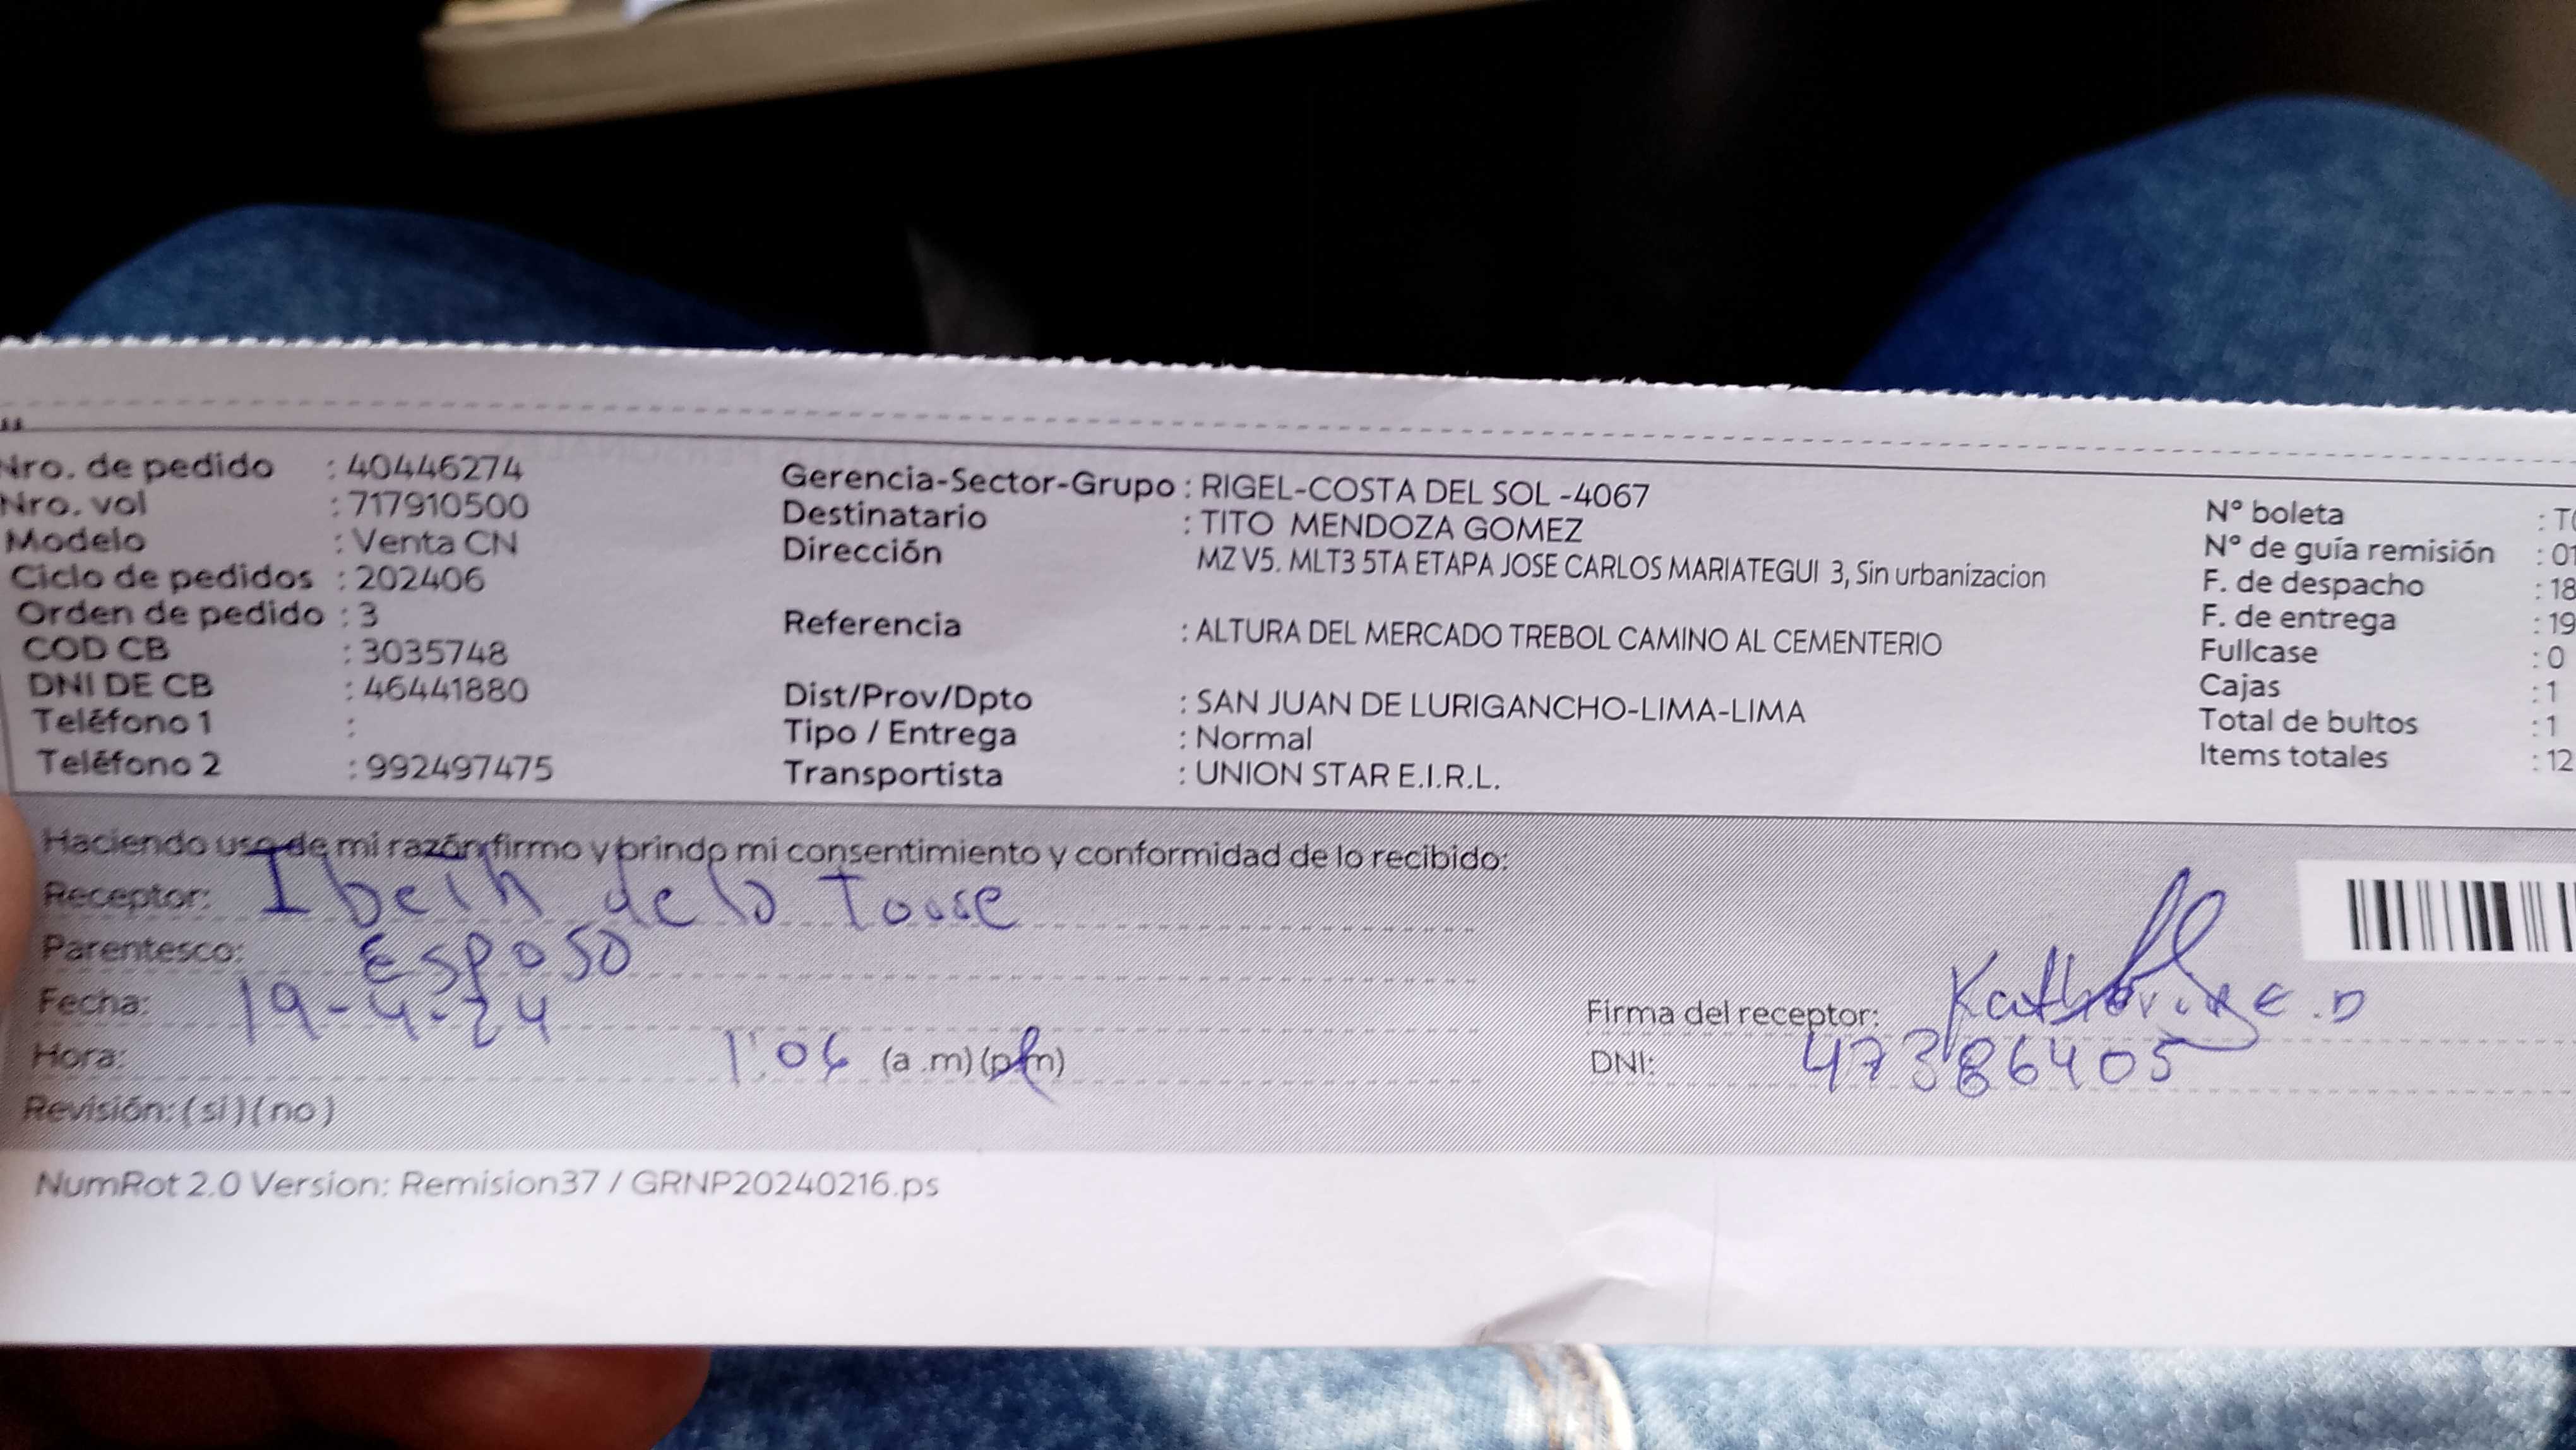 Nro. de pedido : 40446274
Nro. vol : 717910500
Modelo : Venta CN
Ciclo de pedidos : 202406
Orden de pedido : 3
COD CB : 3035748
DNI DE CB : 46441880
Teléfono 1 :
Teléfono 2 : 992497475
Gerencia-Sector-Grupo : RIGEL-COSTA DEL SOL -4067
Destinatario : TITO MENDOZA GOMEZ
Dirección MZ V5. MLT3 5TA ETAPA JOSE CARLOS MARIATEGUI 3, Sin urbanizacion
Referencia : ALTURA DEL MERCADO TREBOL CAMINO AL CEMENTERIO
Dist/Prov/Dpto : SAN JUAN DE LURIGANCHO-LIMA-LIMA
Tipo / Entrega : Normal
Transportista : UNION STAR E.I.R.L.
N° boleta :
N° de guía remisión : 01
F. de despacho : 18
F. de entrega : 19
Fullcase : 0
Cajas : 1
Total de bultos : 1
Items totales : 12
Haciendo uso de mi razón firmo y brindo mi consentimiento y conformidad de lo recibido:
Receptor: de la
Parentesco: Esposo
Fecha: 19-4-24
Hora: 1:06 (a .m) (p.m)
Revisión: (si) (no)
Firma del receptor:
DNI: 47386405
NumRot 2.0 Version: Remision37 / GRNP20240216.ps